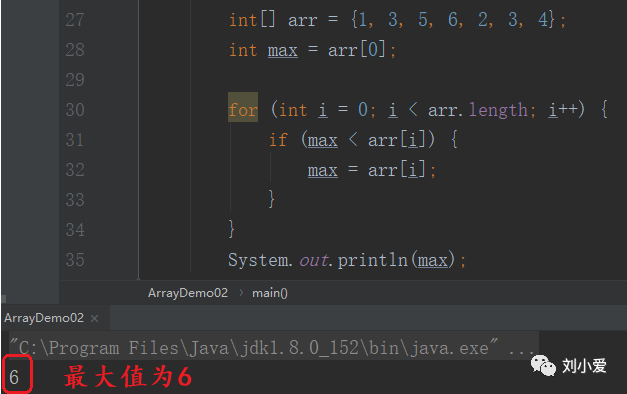 27 int[] arr = {1, 3, 5, 6, 2, 3, 4};
28 int max = arr[0];
29
30 for (int i = 0; i < arr.length; i++) {
31 if (max < arr[i]) {
32 max = arr[i];
33 }
34 }
35 System.out.println(max);
ArrayDemo02 › main()
ArrayDemo02 ×
"C:\Program Files\Java\jdk1.8.0_152\bin\java.exe" ...
6 最大值为6
刘小爱